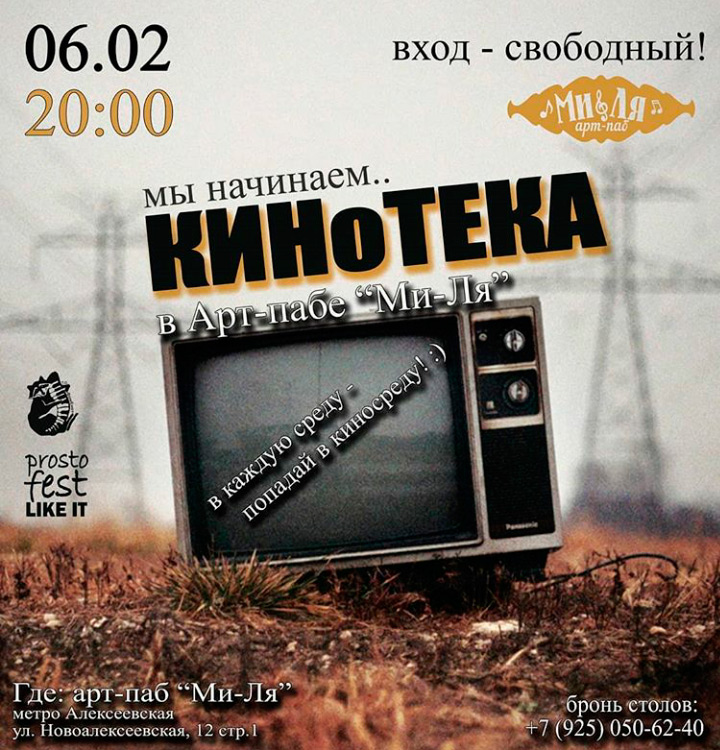 06.02
20:00
вход - свободный!
Ми Ля
арт-паб
мы начинаем..
КИНоТЕКА
в Арт-пабе “Ми-Ля”
в каждую среду -
попадай в киносреду! :)
Panasonic
prosto
fest
LIKE IT
Где: арт-паб “Ми-Ля”
метро Алексеевская
ул. Новоалексеевская, 12 стр.1
бронь столов:
+7 (925) 050-62-40